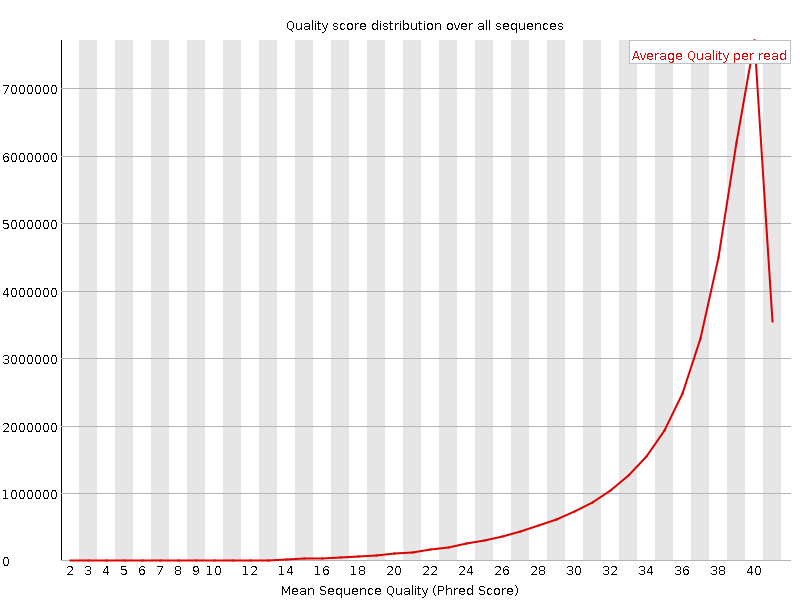 Quality score distribution over all sequences
Average Quality per read
7000000
6000000
5000000
4000000
3000000
2000000
1000000
0
2 3 4 5 6 7 8 9 10 12 14 16 18 20 22 24 26 28 30 32 34 36 38 40
Mean Sequence Quality (Phred Score)